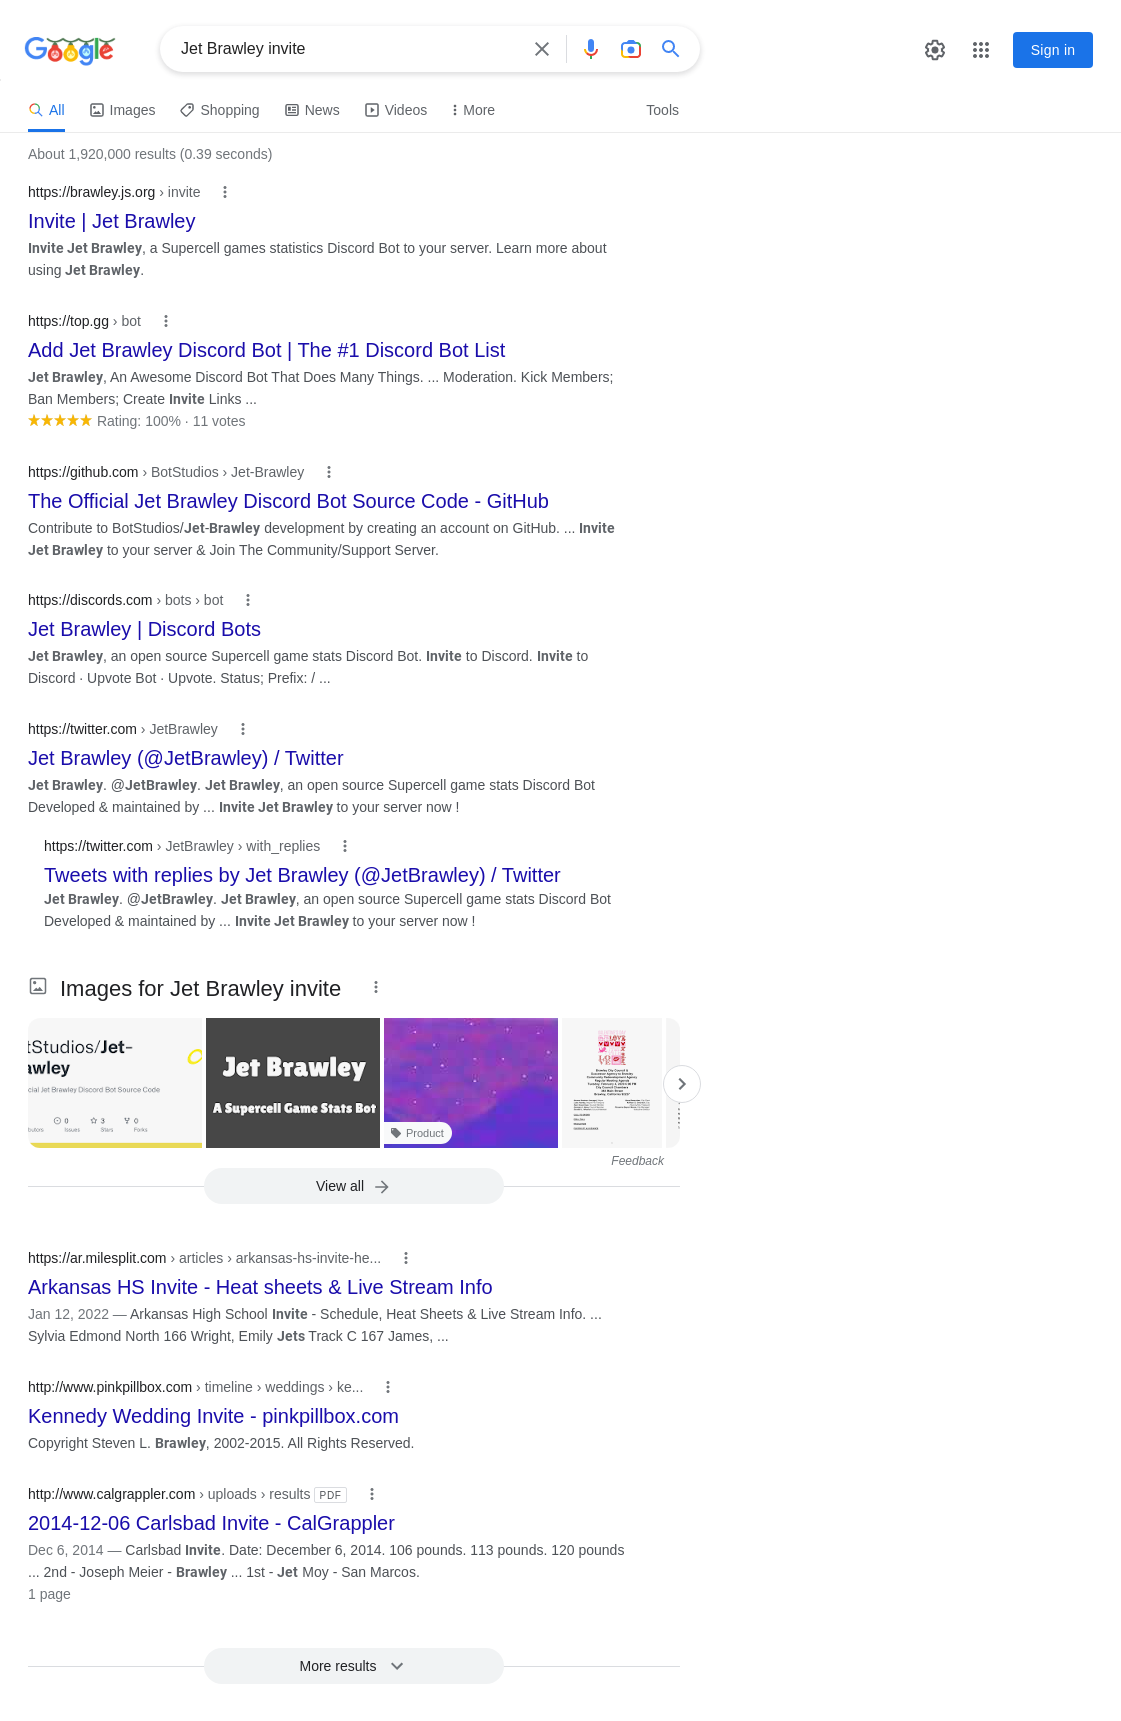 Google
Jet Brawley invite
Sign in
All
Images
Shopping
News
Videos
More
Tools
About 1,920,000 results (0.39 seconds)
https://brawley.js.org › invite
Invite | Jet Brawley
Invite Jet Brawley, a Supercell games statistics Discord Bot to your server. Learn more about
using Jet Brawley.
https://top.gg › bot
Add Jet Brawley Discord Bot | The #1 Discord Bot List
Jet Brawley, An Awesome Discord Bot That Does Many Things. ... Moderation. Kick Members;
Ban Members; Create Invite Links ...
Rating: 100% · 11 votes
https://github.com › BotStudios › Jet-Brawley
The Official Jet Brawley Discord Bot Source Code - GitHub
Contribute to BotStudios/Jet-Brawley development by creating an account on GitHub. ... Invite
Jet Brawley to your server & Join The Community/Support Server.
https://discords.com › bots › bot
Jet Brawley | Discord Bots
Jet Brawley, an open source Supercell game stats Discord Bot. Invite to Discord. Invite to
Discord · Upvote Bot · Upvote. Status; Prefix: / ...
https://twitter.com › JetBrawley
Jet Brawley (@JetBrawley) / Twitter
Jet Brawley. @JetBrawley. Jet Brawley, an open source Supercell game stats Discord Bot
Developed & maintained by ... Invite Jet Brawley to your server now !
https://twitter.com › JetBrawley › with_replies
Tweets with replies by Jet Brawley (@JetBrawley) / Twitter
Jet Brawley. @JetBrawley. Jet Brawley, an open source Supercell game stats Discord Bot
Developed & maintained by ... Invite Jet Brawley to your server now !
Images for Jet Brawley invite
tStudios/Jet-
awley
cial Jet Brawley Discord Bot Source Code
0
0
3
0
butors
Issues
Stars
Forks
Jet Brawley
A Supercell Game Stats Bot
Product
Feedback
View all
https://ar.milesplit.com › articles › arkansas-hs-invite-he...
Arkansas HS Invite - Heat sheets & Live Stream Info
Jan 12, 2022 — Arkansas High School Invite - Schedule, Heat Sheets & Live Stream Info. ...
Sylvia Edmond North 166 Wright, Emily Jets Track C 167 James, ...
http://www.pinkpillbox.com › timeline › weddings › ke...
Kennedy Wedding Invite - pinkpillbox.com
Copyright Steven L. Brawley, 2002-2015. All Rights Reserved.
http://www.calgrappler.com › uploads › results PDF
2014-12-06 Carlsbad Invite - CalGrappler
Dec 6, 2014 — Carlsbad Invite. Date: December 6, 2014. 106 pounds. 113 pounds. 120 pounds
... 2nd - Joseph Meier - Brawley ... 1st - Jet Moy - San Marcos.
1 page
More results